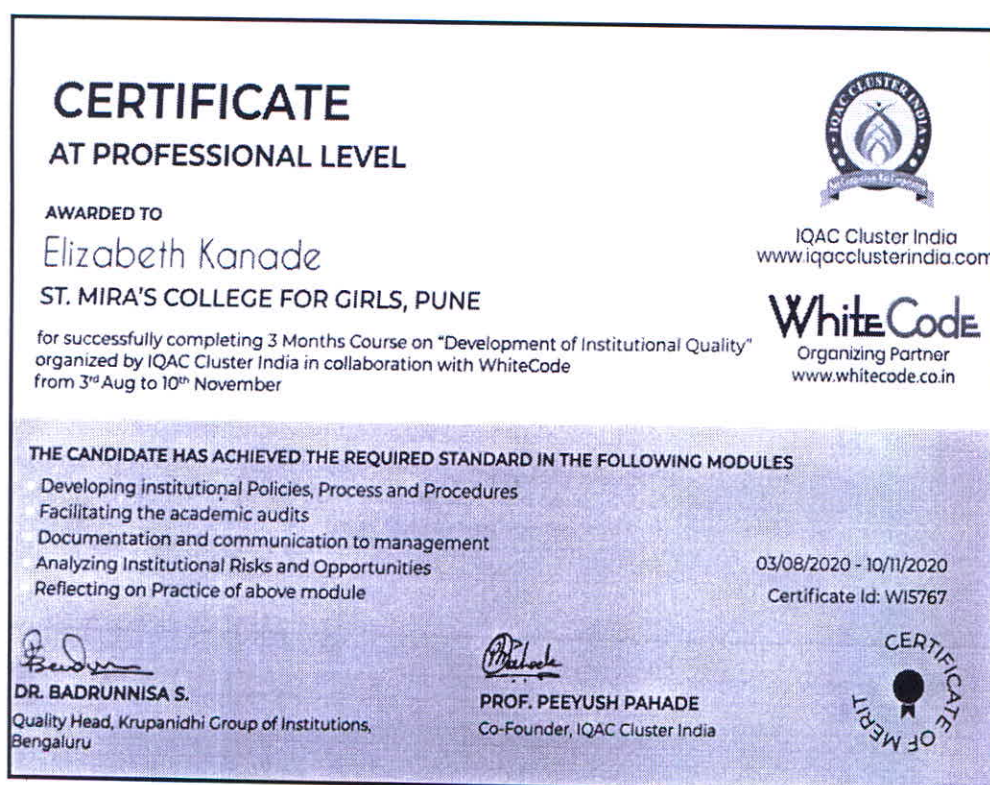 CERTIFICATE
AT PROFESSIONAL LEVEL
AWARDED TO
Elizabeth Kanade
ST. MIRA'S COLLEGE FOR GIRLS, PUNE
for successfully completing 3 Months Course on "Development of Institutional Quality"
organized by IQAC Cluster India in collaboration with WhiteCode
from 3rd Aug to 10th November
IQAC CLUSTER INDIA
IQAC Cluster India
www.iqacclusterindia.com
WhiteCode
Organizing Partner
www.whitecode.co.in
THE CANDIDATE HAS ACHIEVED THE REQUIRED STANDARD IN THE FOLLOWING MODULES
Developing institutional Policies, Process and Procedures
Facilitating the academic audits
Documentation and communication to management
Analyzing Institutional Risks and Opportunities
Reflecting on Practice of above module
03/08/2020 - 10/11/2020
Certificate Id: WI5767
DR. BADRUNNISA S.
Quality Head, Krupanidhi Group of Institutions,
Bengaluru
PROF. PEEYUSH PAHADE
Co-Founder, IQAC Cluster India
CERTIFICATE OF MERIT